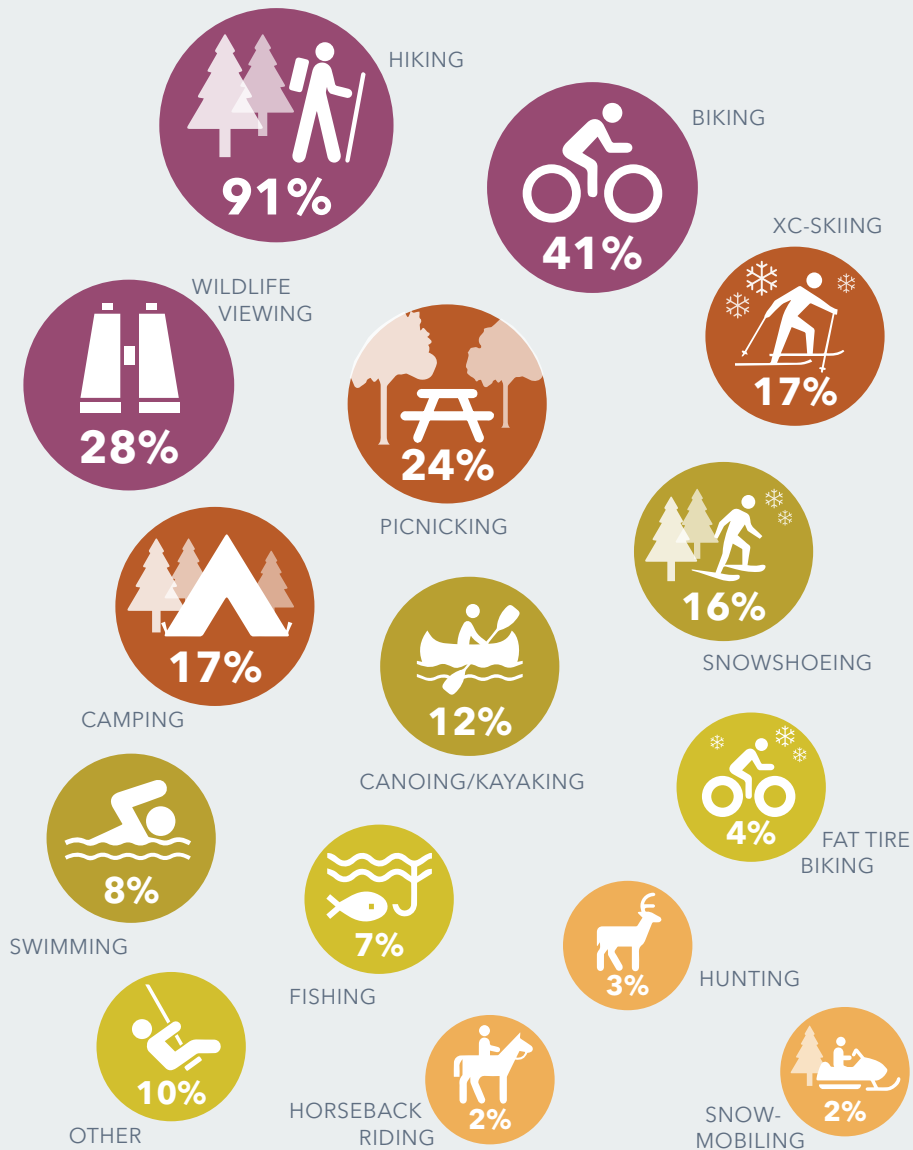 HIKING
91%
BIKING
41%
XC-SKIING
17%
WILDLIFE
VIEWING
28%
24%
PICNICKING
16%
SNOWSHOEING
17%
CAMPING
12%
CANOING/KAYAKING
4%
FAT TIRE
BIKING
8%
SWIMMING
7%
FISHING
3%
HUNTING
10%
OTHER
2%
HORSEBACK
RIDING
2%
SNOW-
MOBILING